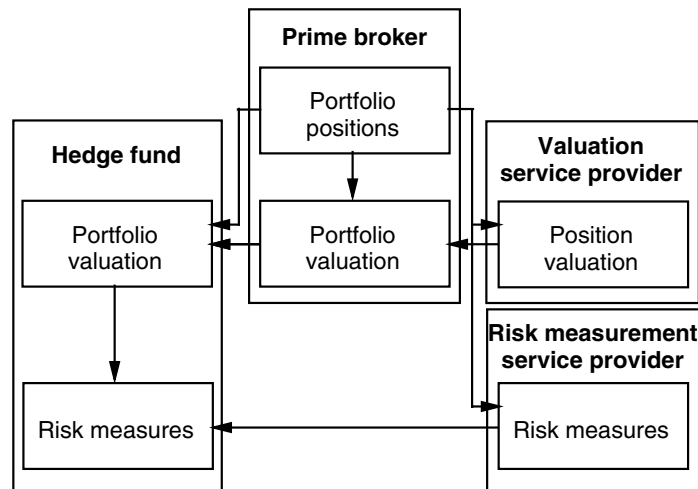 Prime broker
Portfolio
positions
Hedge fund
Portfolio
valuation
Risk measures
Portfolio
valuation
Valuation
service provider
Position
valuation
Risk measurement
service provider
Risk measures